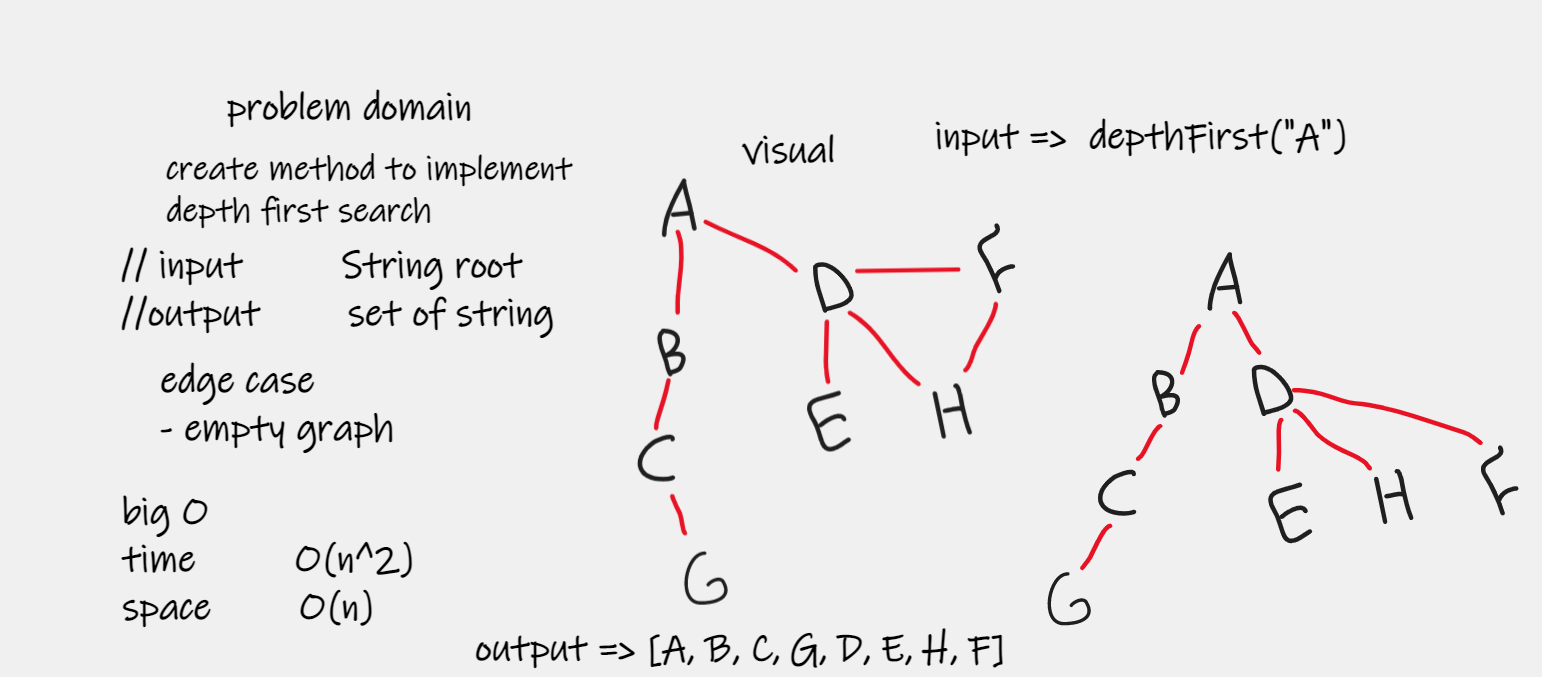 problem domain
create method to implement
depth first search
// input String root
//output set of string
edge case
- empty graph
big O
time O(n^2)
space O(n)
visual
input => depthFirst("A")
A
D
F
B
E
H
C
G
A
B
D
C
E
H
F
G
output => [A, B, C, G, D, E, H, F]